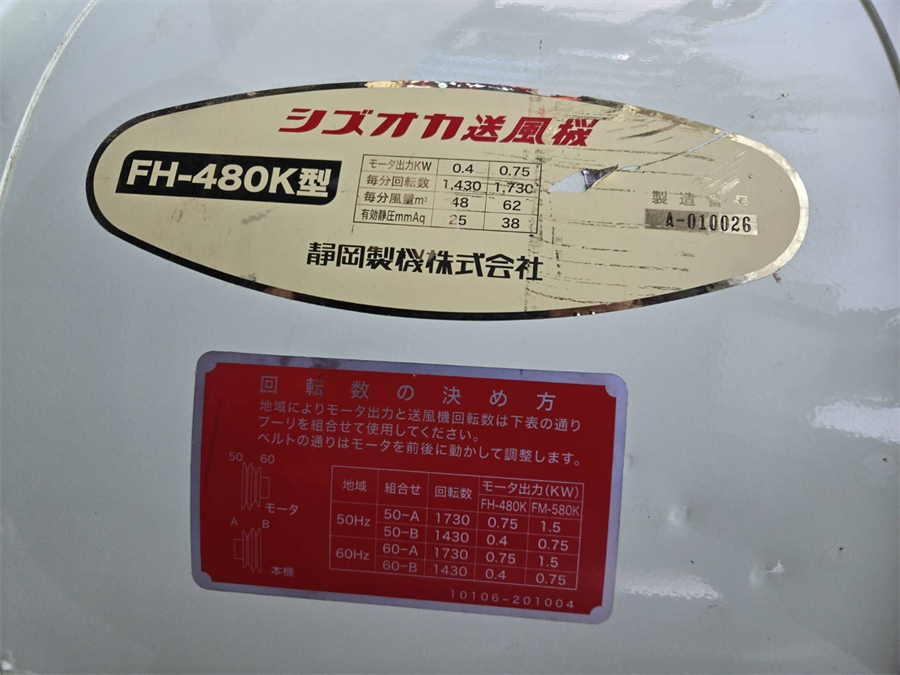 シズオカ送風機
FH-480K型
モータ出力KW 0.4 0.75
毎分回転数 1,430 1,730
毎分風量m³ 48 62
有効静圧mmAq 25 38
製造番号
A-010026
静岡製機株式会社
回転数の決め方
地域によりモータ出力と送風機回転数は下表の通り
プーリを組合せて使用してください。
ベルトの通りはモータを前後に動かして調整します。
50 60
モータ
A B
本機
地域 組合せ 回転数 モータ出力(KW)
FH-480K FM-580K
50Hz 50-A 1730 0.75 1.5
50-B 1430 0.4 0.75
60Hz 60-A 1730 0.75 1.5
60-B 1430 0.4 0.75
10106-201004